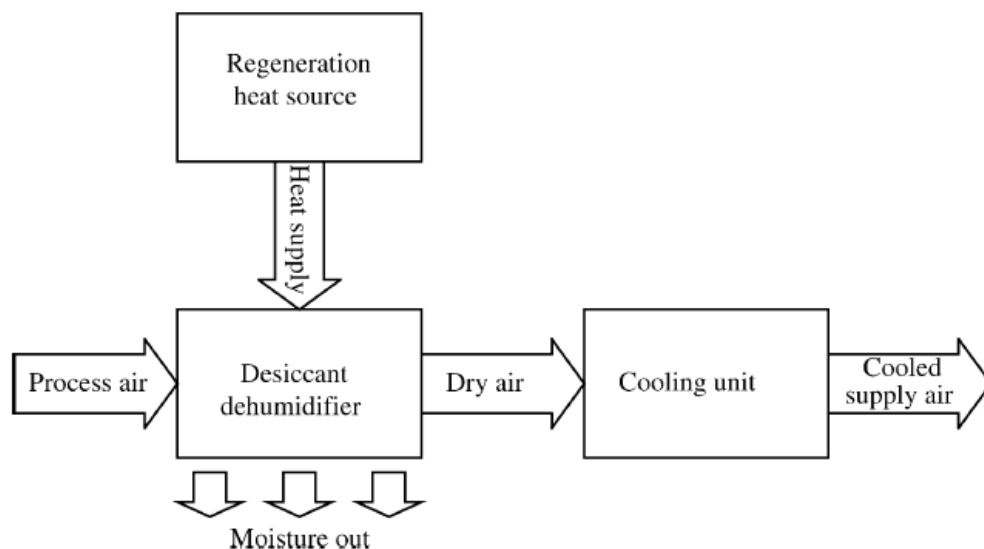 Regeneration
heat source
Heat supply
Process air
Desiccant
dehumidifier
Dry air
Cooling unit
Cooled
supply air
Moisture out